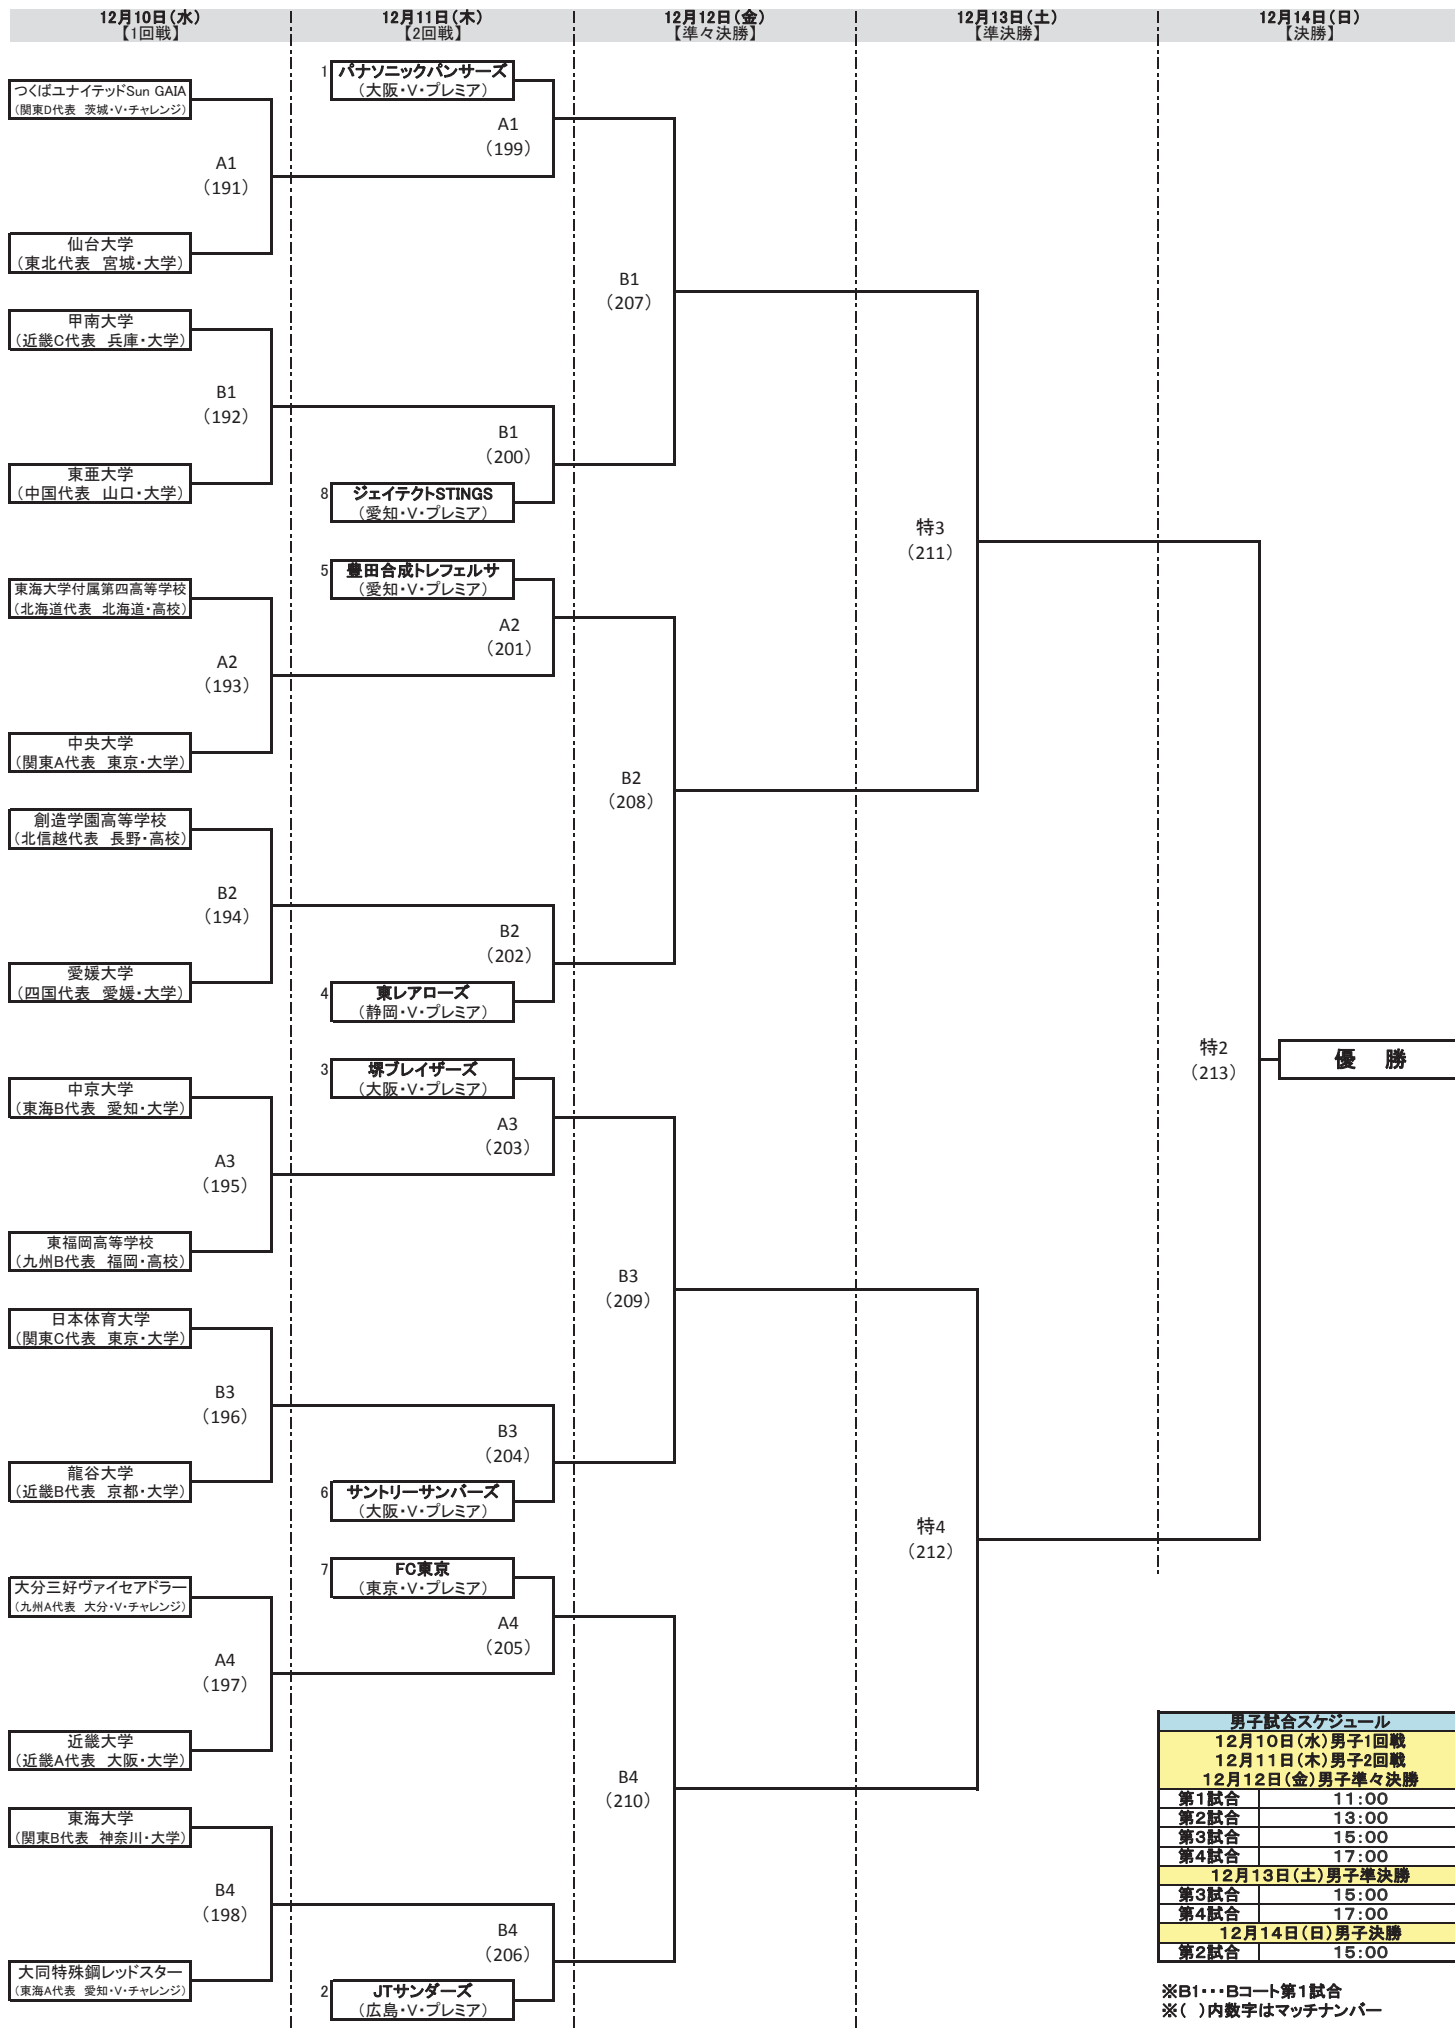 12月10日(水)
【1回戦】
12月11日(木)
【2回戦】
12月12日(金)
【準々決勝】
12月13日(土)
【準決勝】
12月14日(日)
【決勝】
つくばユナイテッドSun GAIA
(関東D代表 茨城・V・チャレンジ)
A1
(191)
仙台大学
(東北代表 宮城・大学)
甲南大学
(近畿C代表 兵庫・大学)
B1
(192)
東亜大学
(中国代表 山口・大学)
東海大学付属第四高等学校
(北海道代表 北海道・高校)
A2
(193)
中央大学
(関東A代表 東京・大学)
創造学園高等学校
(北信越代表 長野・高校)
B2
(194)
愛媛大学
(四国代表 愛媛・大学)
中京大学
(東海B代表 愛知・大学)
A3
(195)
東福岡高等学校
(九州B代表 福岡・高校)
日本体育大学
(関東C代表 東京・大学)
B3
(196)
龍谷大学
(近畿B代表 京都・大学)
大分三好ヴァイセアドラー
(九州A代表 大分・V・チャレンジ)
A4
(197)
近畿大学
(近畿A代表 大阪・大学)
東海大学
(関東B代表 神奈川・大学)
B4
(198)
大同特殊鋼レッドスター
(東海A代表 愛知・V・チャレンジ)
1 パナソニックパンサーズ
(大阪・V・プレミア)
A1
(199)
B1
(200)
8 ジェイテクトSTINGS
(愛知・V・プレミア)
5 豊田合成トレフェルサ
(愛知・V・プレミア)
A2
(201)
B2
(202)
4 東レアローズ
(静岡・V・プレミア)
3 堺ブレイザーズ
(大阪・V・プレミア)
A3
(203)
B3
(204)
6 サントリーサンバーズ
(大阪・V・プレミア)
7 FC東京
(東京・V・プレミア)
A4
(205)
B4
(206)
2 JTサンダーズ
(広島・V・プレミア)
B1
(207)
B2
(208)
B3
(209)
B4
(210)
特3
(211)
特4
(212)
特2
(213)
優 勝
男子試合スケジュール
12月10日(水)男子1回戦
12月11日(木)男子2回戦
12月12日(金)男子準々決勝
第1試合 11:00
第2試合 13:00
第3試合 15:00
第4試合 17:00
12月13日(土)男子準決勝
第3試合 15:00
第4試合 17:00
12月14日(日)男子決勝
第2試合 15:00
※B1・・・Bコート第1試合
※( )内数字はマッチナンバー